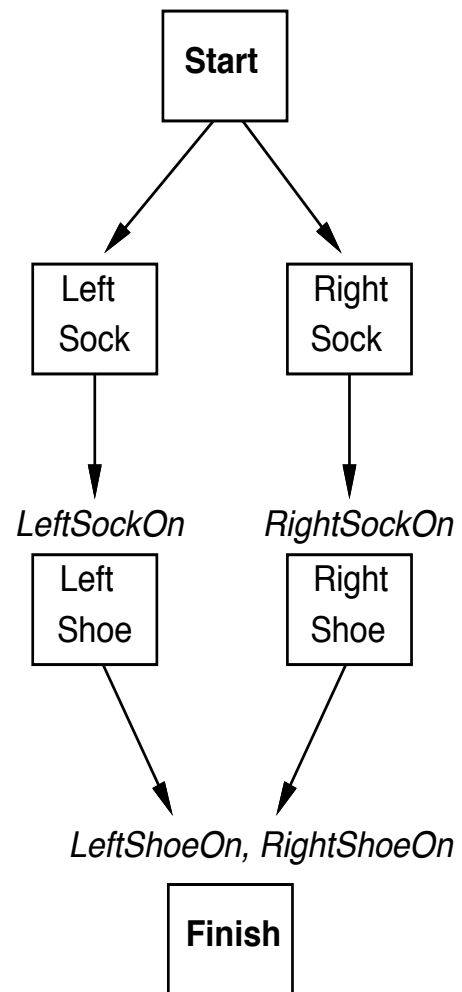 Start
Left
Sock
Right
Sock
LeftSockOn
RightSockOn
Left
Shoe
Right
Shoe
LeftShoeOn, RightShoeOn
Finish